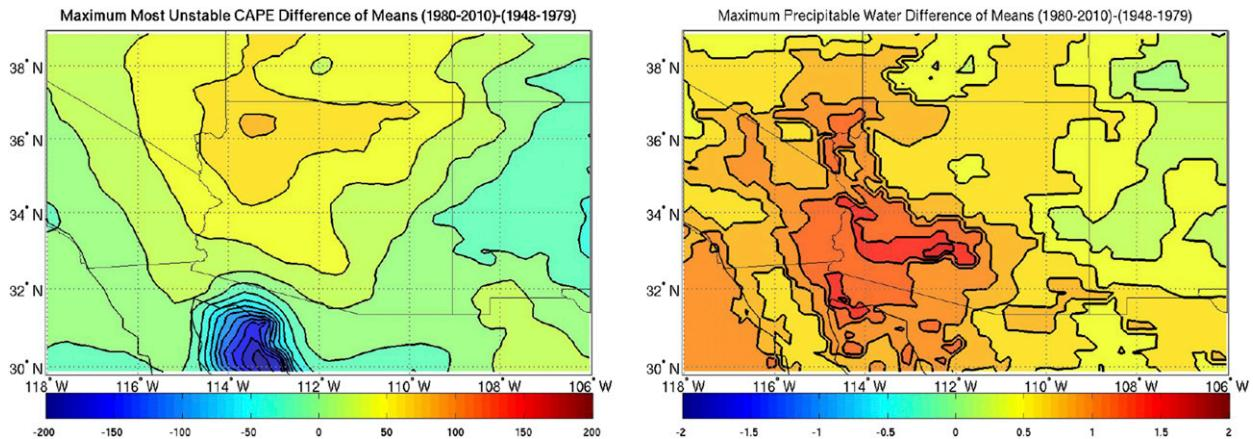 Maximum Most Unstable CAPE Difference of Means (1980-2010)-(1948-1979)
38° N
36° N
34° N
32° N
30° N
118° W 116° W 114° W 112° W 110° W 108° W 106° W
-200 -150 -100 -50 0 50 100 150 200
Maximum Precipitable Water Difference of Means (1980-2010)-(1948-1979)
38° N
36° N
34° N
32° N
30° N
118° W 116° W 114° W 112° W 110° W 108° W 106° W
-2 -1.5 -1 -0.5 0 0.5 1 1.5 2